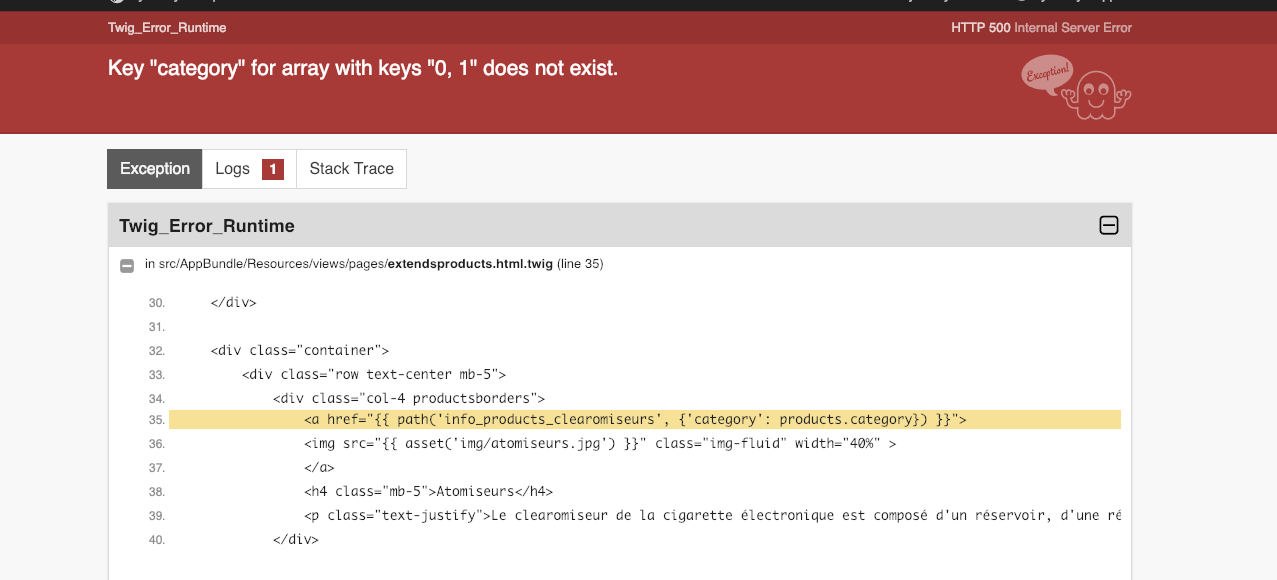 Twig_Error_Runtime
HTTP 500 Internal Server Error
Key "category" for array with keys "0, 1" does not exist.
Exception!
Exception
Logs 1
Stack Trace
Twig_Error_Runtime
in src/AppBundle/Resources/views/pages/extendsproducts.html.twig (line 35)
30. </div>
31.
32. <div class="container">
33. <div class="row text-center mb-5">
34. <div class="col-4 productsborders">
35. <a href="{{ path('info_products_clearomiseurs', {'category': products.category}) }}">
36. <img src="{{ asset('img/atomiseurs.jpg') }}" class="img-fluid" width="40%" >
37. </a>
38. <h4 class="mb-5">Atomiseurs</h4>
39. <p class="text-justify">Le clearomiseur de la cigarette électronique est composé d'un réservoir, d'une ré
40. </div>